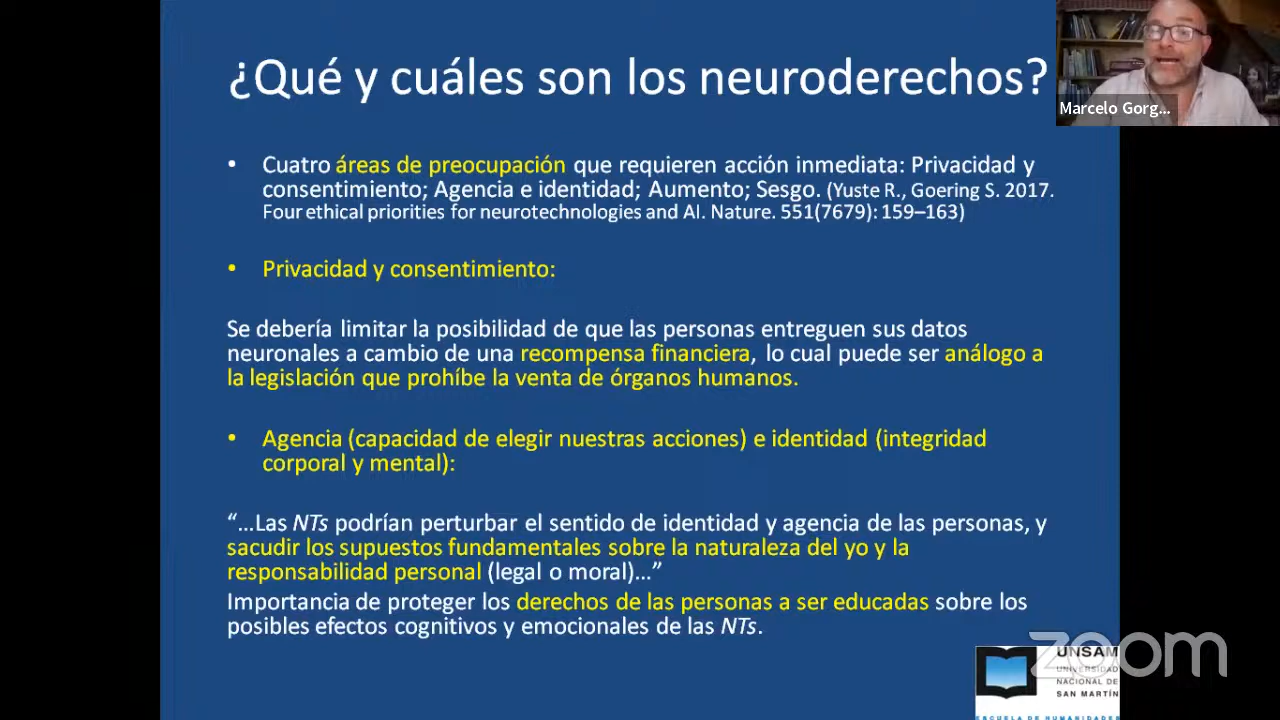 ¿Qué y cuáles son los neuroderechos?
Marcelo Gorg...
• Cuatro áreas de preocupación que requieren acción inmediata: Privacidad y
consentimiento; Agencia e identidad; Aumento; Sesgo. (Yuste R., Goering S. 2017.
Four ethical priorities for neurotechnologies and AI. Nature. 551(7679): 159–163)
• Privacidad y consentimiento:
Se debería limitar la posibilidad de que las personas entreguen sus datos
neuronales a cambio de una recompensa financiera, lo cual puede ser análogo a
la legislación que prohíbe la venta de órganos humanos.
• Agencia (capacidad de elegir nuestras acciones) e identidad (integridad
corporal y mental):
“…Las NTs podrían perturbar el sentido de identidad y agencia de las personas, y
sacudir los supuestos fundamentales sobre la naturaleza del yo y la
responsabilidad personal (legal o moral)…”
Importancia de proteger los derechos de las personas a ser educadas sobre los
posibles efectos cognitivos y emocionales de las NTs.
zoom
UNSAM
UNIVERSIDAD
NACIONAL DE
SAN MARTÍN
ESCUELA DE HUMANIDADES